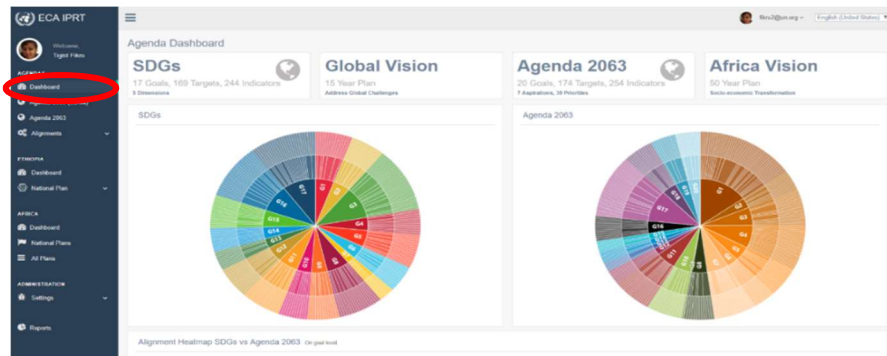 ECA IPRT
Welcome,
Tigist Fikru
AGENDAS
Dashboard
Agenda 2063
Alignments
ETHIOPIA
Dashboard
National Plan
AFRICA
Dashboard
National Plans
All Plans
ADMINISTRATION
Settings
Reports
English (United States)
Agenda Dashboard
SDGs
17 Goals, 169 Targets, 244 Indicators
5 Dimensions
Global Vision
15 Year Plan
Address Global Challenges
Agenda 2063
20 Goals, 174 Targets, 254 Indicators
7 Aspirations, 39 Priorities
Africa Vision
50 Year Plan
Socio-economic Transformation
SDGs
G1
G2
G3
G4
G5
G6
G8
G9
G10
G11
G12
G13
G14
G15
G16
G17
Agenda 2063
G1
G2
G3
G4
G11
G16
G17
G18
Alignment Heatmap SDGs vs Agenda 2063 On goal level